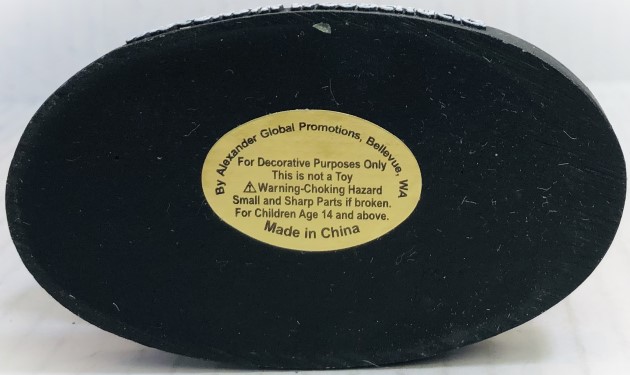 By Alexander Global Promotions, Bellevue, WA
For Decorative Purposes Only
This is not a Toy
⚠Warning-Choking Hazard
Small and Sharp Parts if broken.
For Children Age 14 and above.
Made in China